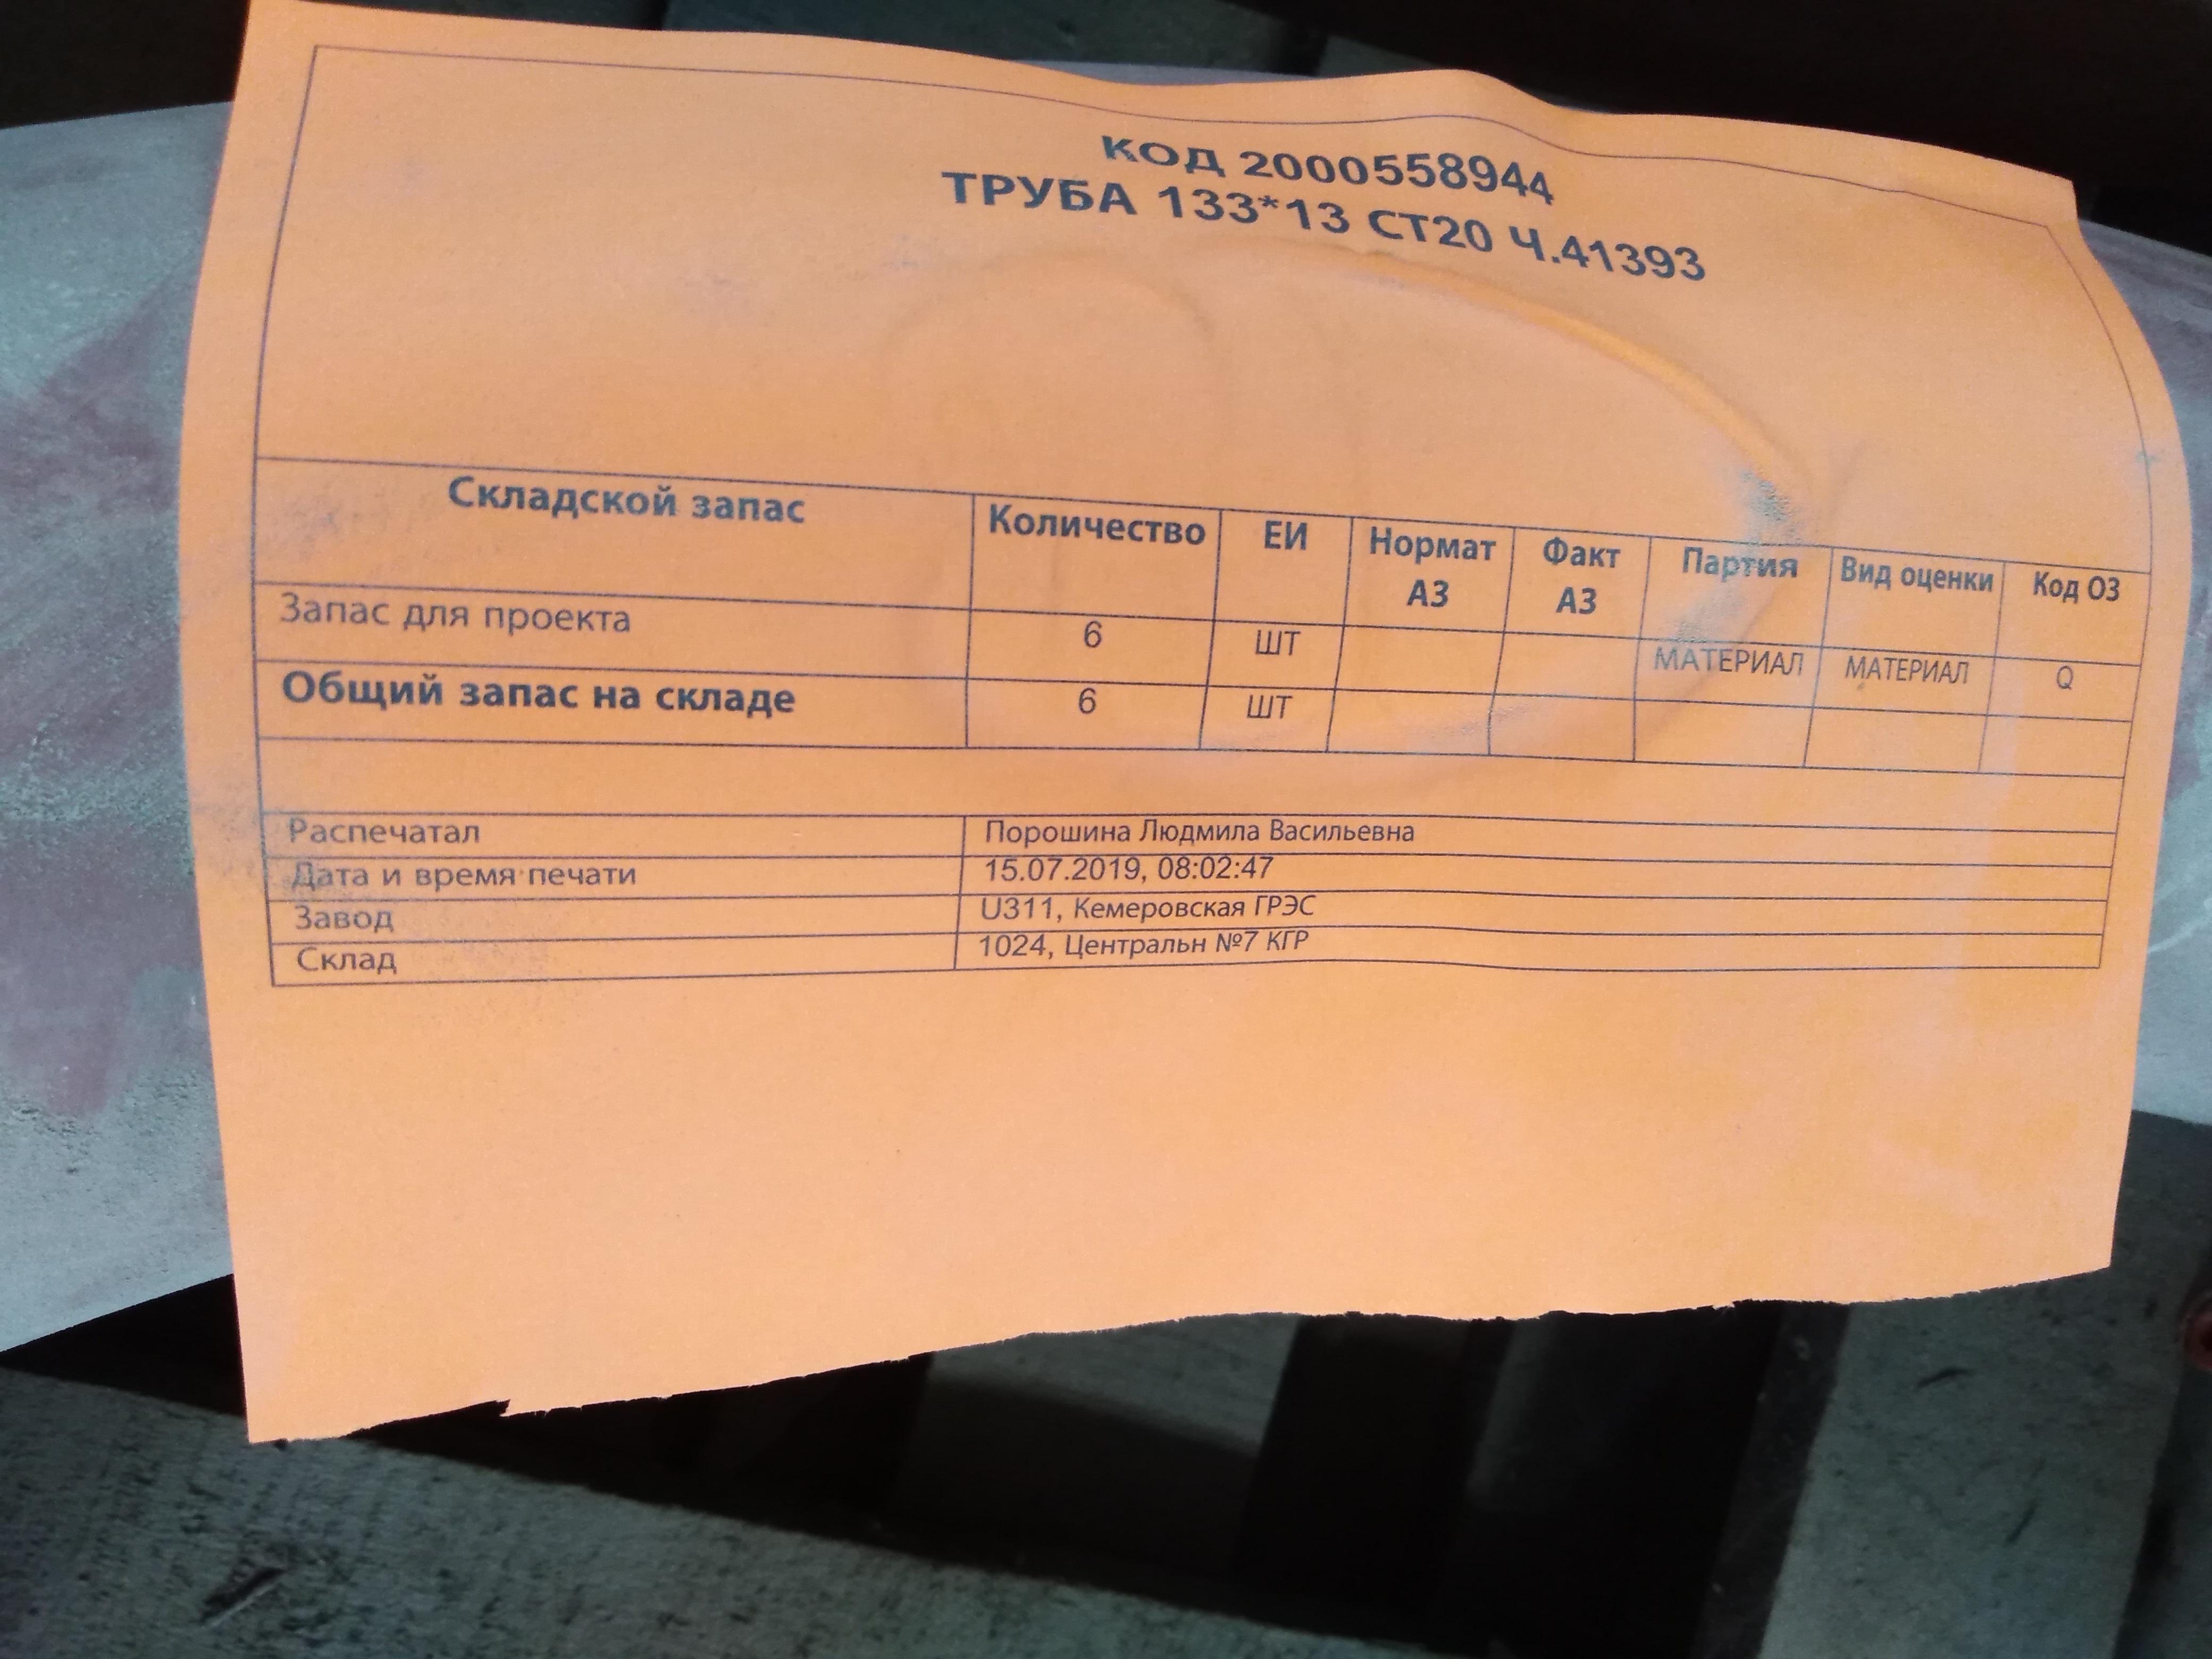 КОД 2000558944
ТРУБА 133*13 СТ20 Ч.41393
Складской запас Количество ЕИ Нормат АЗ Факт АЗ Партия Вид оценки Код ОЗ
Запас для проекта 6 ШТ МАТЕРИАЛ МАТЕРИАЛ Q
Общий запас на складе 6 ШТ
Распечатал Порошина Людмила Васильевна
Дата и время печати 15.07.2019, 08:02:47
Завод U311, Кемеровская ГРЭС
Склад 1024, Центральн №7 КГР